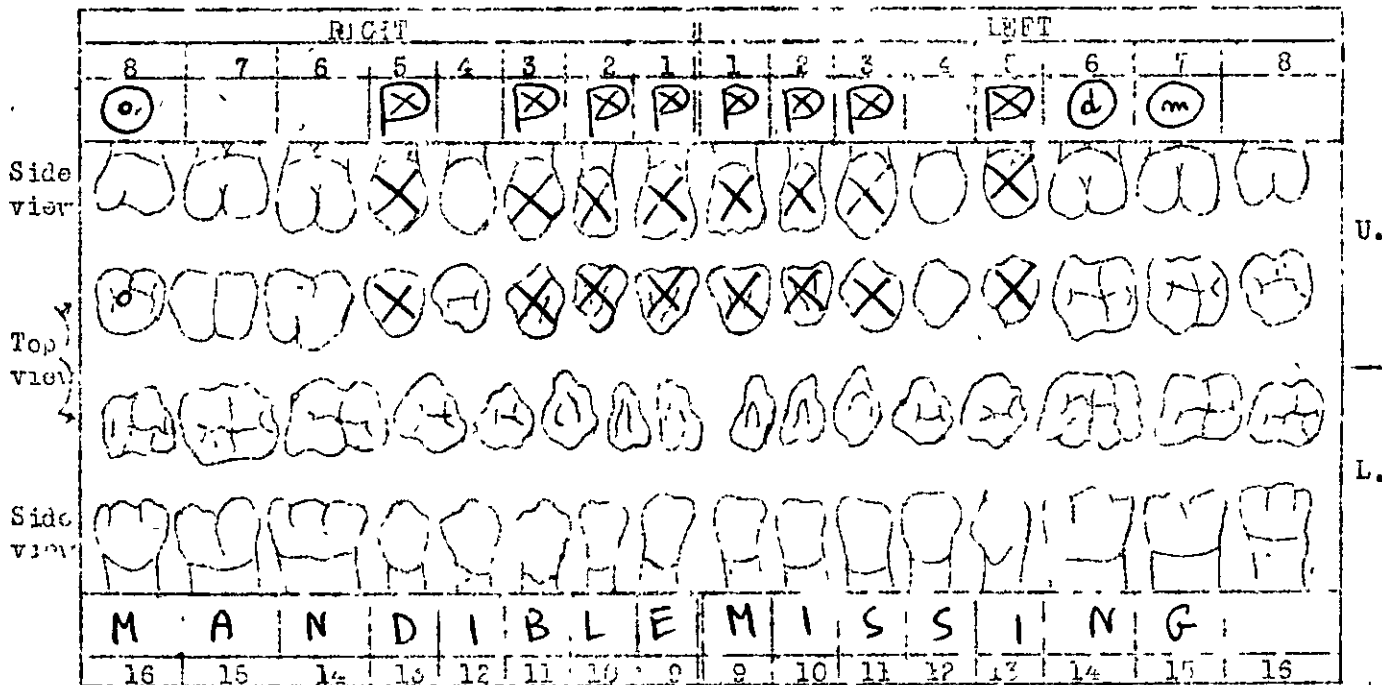 RIGHT LEFT
8 7 6 5 4 3 2 1 1 2 3 4 5 6 7 8
o P P P P P P P d m
Side view
U.
o
Top view
L.
Side view
M A N D I B L E M I S S I N G
16 15 14 13 12 11 10 9 9 10 11 12 13 14 15 16